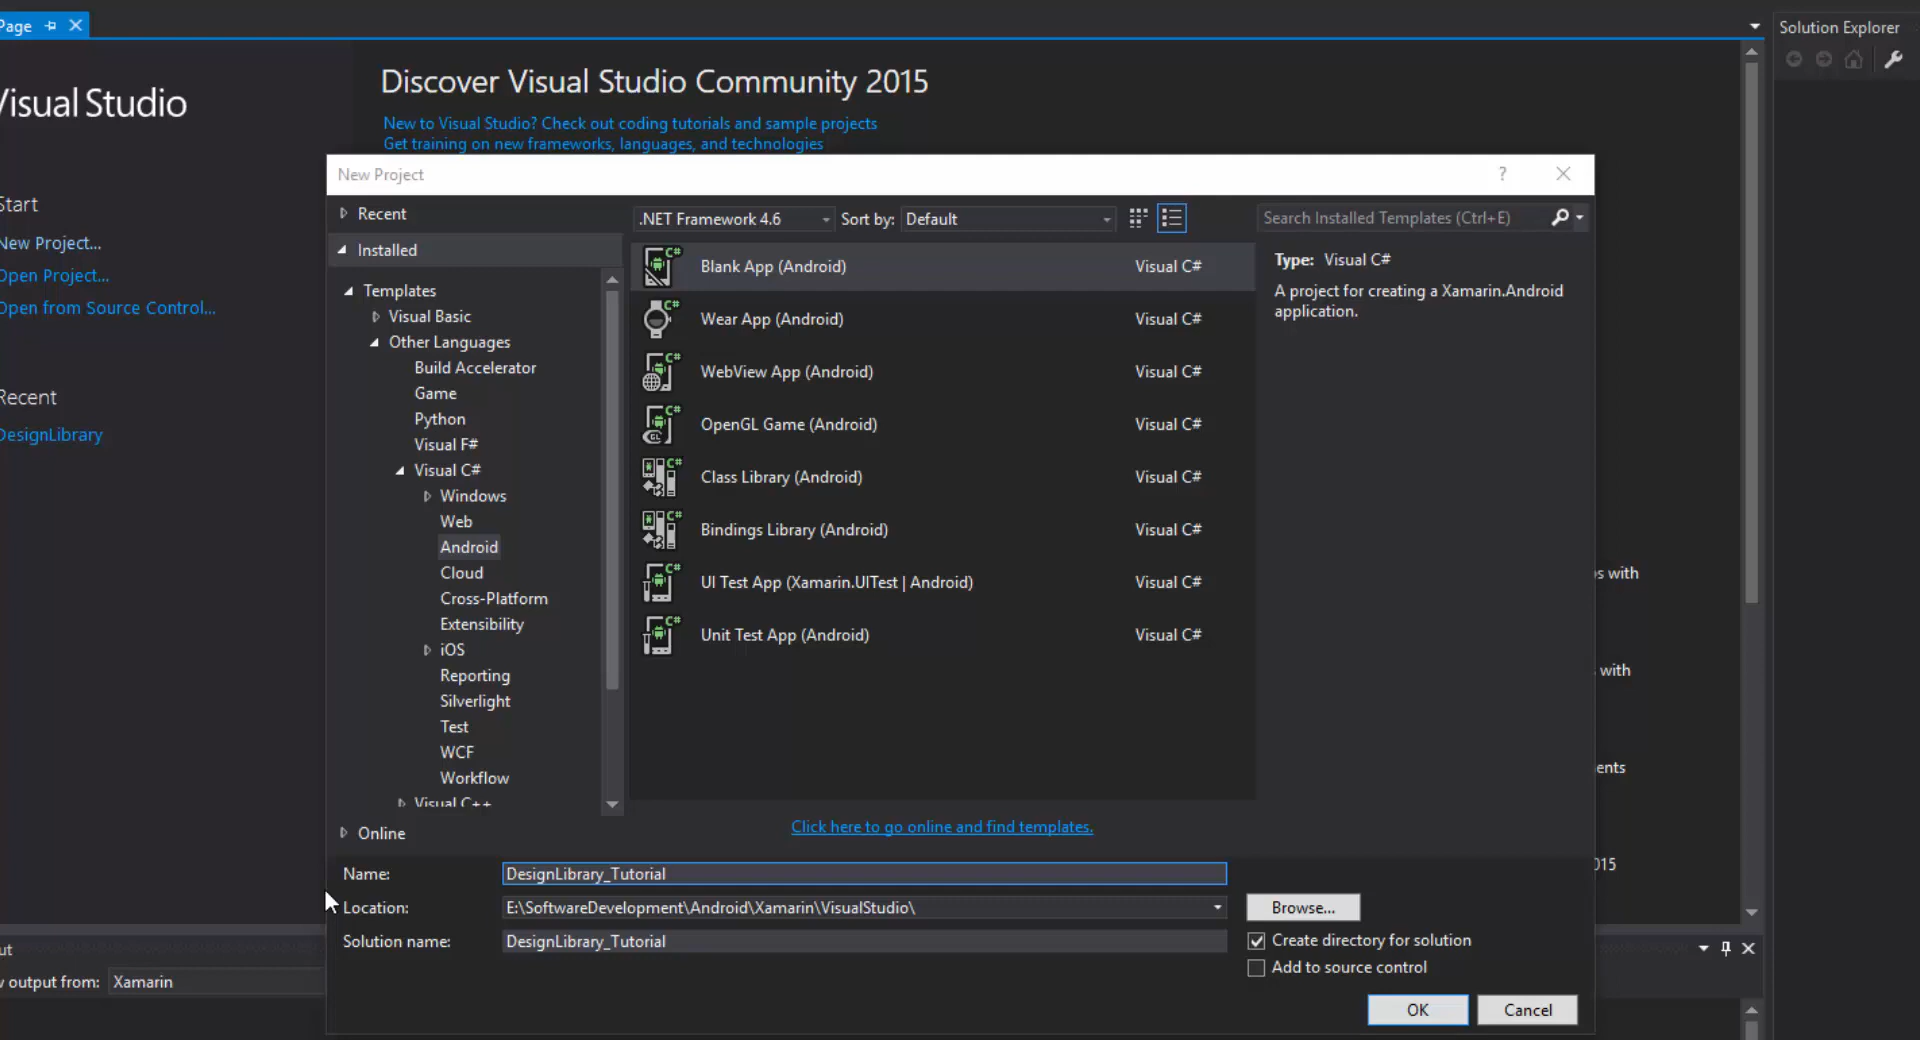 Page
Solution Explorer
Visual Studio
Discover Visual Studio Community 2015
New to Visual Studio? Check out coding tutorials and sample projects
Get training on new frameworks, languages, and technologies
Start
New Project...
Open Project...
Open from Source Control...
Recent
DesignLibrary
New Project
?
Recent
Installed
Templates
Visual Basic
Other Languages
Build Accelerator
Game
Python
Visual F#
Visual C#
Windows
Web
Android
Cloud
Cross-Platform
Extensibility
iOS
Reporting
Silverlight
Test
WCF
Workflow
Visual C++
Online
.NET Framework 4.6
Sort by: Default
Search Installed Templates (Ctrl+E)
Blank App (Android) Visual C#
Wear App (Android) Visual C#
WebView App (Android) Visual C#
OpenGL Game (Android) Visual C#
Class Library (Android) Visual C#
Bindings Library (Android) Visual C#
UI Test App (Xamarin.UITest | Android) Visual C#
Unit Test App (Android) Visual C#
Type: Visual C#
A project for creating a Xamarin.Android
application.
Click here to go online and find templates.
Name: DesignLibrary_Tutorial
Location: E:\SoftwareDevelopment\Android\Xamarin\VisualStudio\
Browse...
Solution name: DesignLibrary_Tutorial
Create directory for solution
Add to source control
OK
Cancel
with
with
ents
015
ut
output from: Xamarin